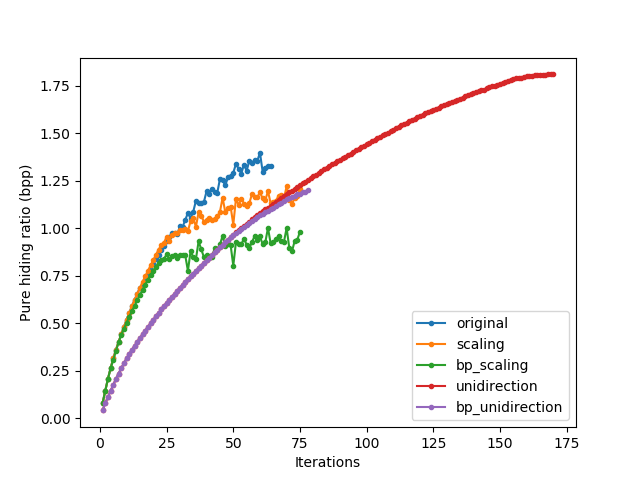 1.75
1.50
1.25
1.00
0.75
0.50
0.25
0.00
Pure hiding ratio (bpp)
original
scaling
bp_scaling
unidirection
bp_unidirection
0 25 50 75 100 125 150 175
Iterations